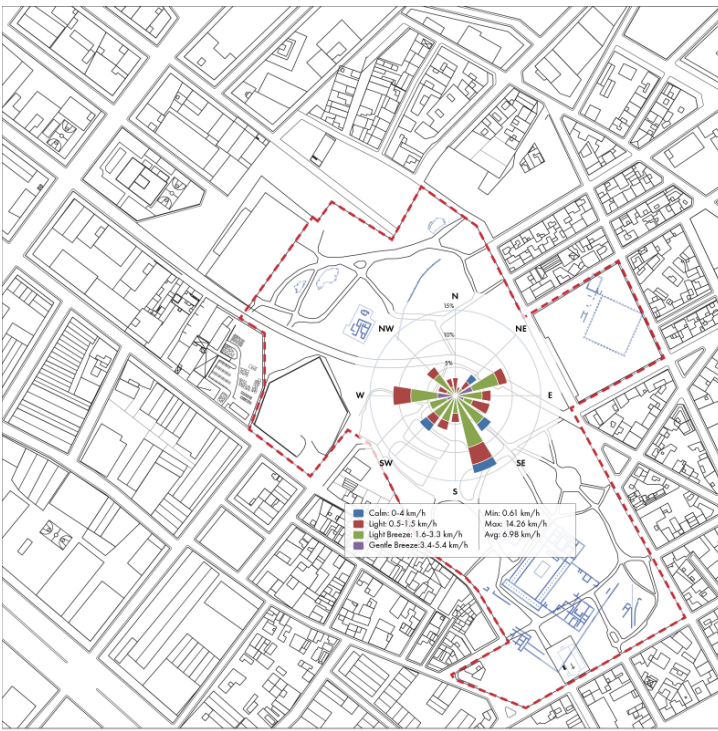 N
15%
NW
NE
10%
5%
W
E
SW
SE
S
Calm: 0-4 km/h
Light: 0.5-1.5 km/h
Light Breeze: 1.6-3.3 km/h
Gentle Breeze:3.4-5.4 km/h
Min: 0.61 km/h
Max: 14.26 km/h
Avg: 6.98 km/h